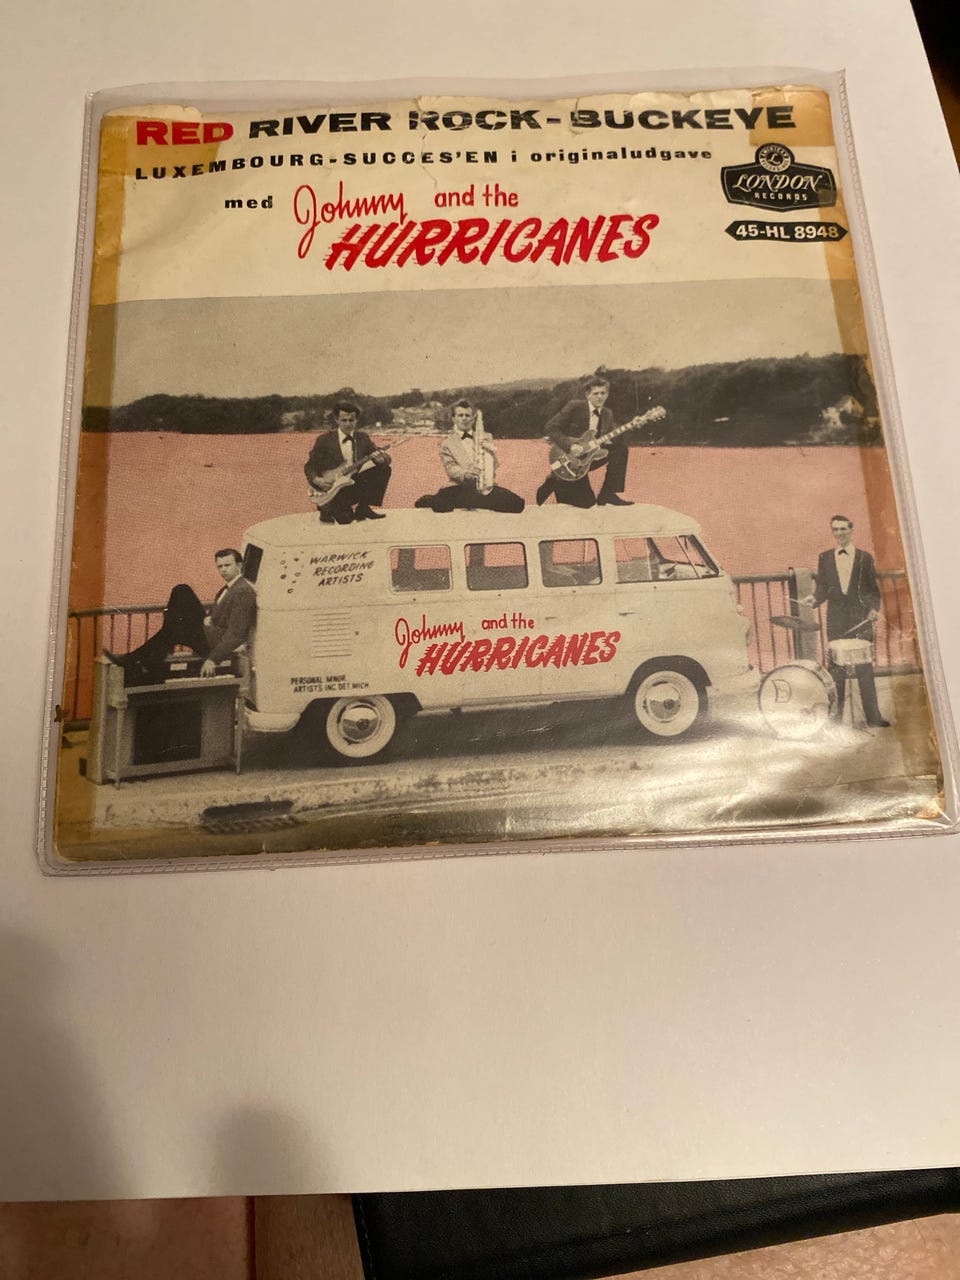 RED RIVER ROCK-BUCKEYE
LUXEMBOURG-SUCCES'EN i originaludgave
med Johnny and the
HURRICANES
LONDON
RECORDS
45-HL 8948
WARWICK
RECORDING
ARTISTS
Johnny and the
HURRICANES
PERSONAL MNGR.
ARTISTS INC DET. MICH
D